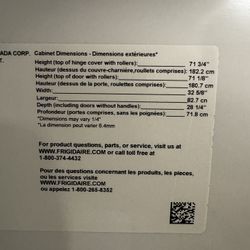 ADA CORP.
T.
Cabinet Dimensions - Dimensions extérieures*
Height (top of hinge cover with rollers): 71 3/4"
Hauteur (dessus du couvre-charnière,roullets comprises): 182.2 cm
Height (top of door with rollers): 71 1/8"
Hauteur (dessus de la porte, roulettes comprises): 180.7 cm
Width: 32 5/8"
Largeur: 82.7 cm
Depth (including doors without handles): 28 1/4"
Profondeur (portes comprises, sans les poignées): 71.8 cm
*Dimensions may vary 1/4"
*La dimension peut varier 6.4mm
For product questions, parts, or service, visit us at
WWW.FRIGIDAIRE.COM or call toll free at
1-800-374-4432
Pour des questions concernant les produits, les pieces,
ou les services visite
WWW.FRIGIDAIRE.COM
ou appelez 1-800-265-8352